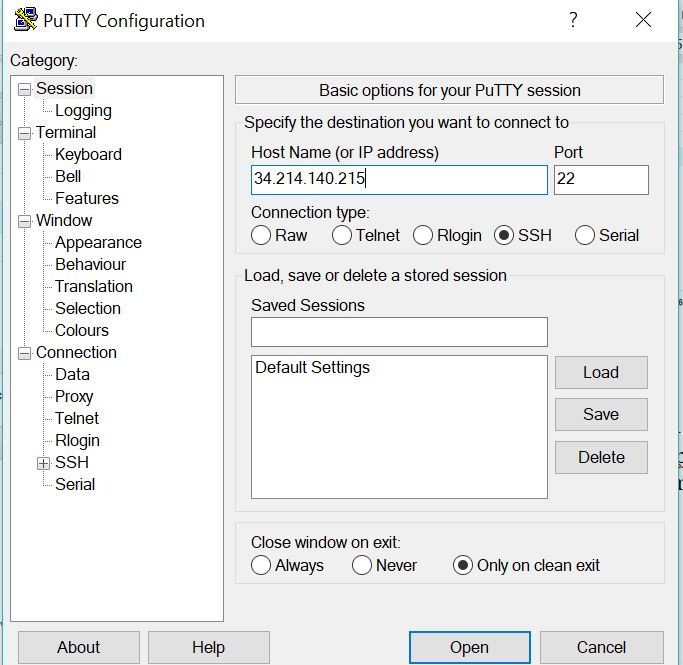 PuTTY Configuration
Category:
Session
Logging
Terminal
Keyboard
Bell
Features
Window
Appearance
Behaviour
Translation
Selection
Colours
Connection
Data
Proxy
Telnet
Rlogin
SSH
Serial
Basic options for your PuTTY session
Specify the destination you want to connect to
Host Name (or IP address) Port
34.214.140.215 22
Connection type:
Raw Telnet Rlogin SSH Serial
Load, save or delete a stored session
Saved Sessions
Default Settings
Load
Save
Delete
Close window on exit:
Always Never Only on clean exit
About Help Open Cancel